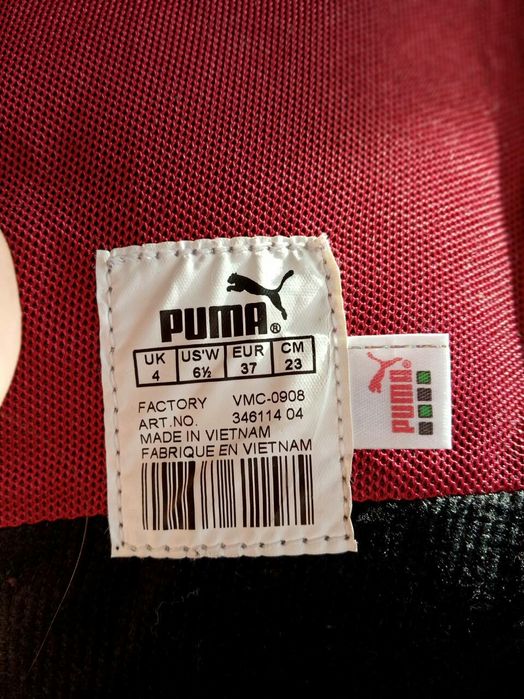 PUMA®
UK US'W EUR CM
4 6½ 37 23
FACTORY VMC-0908
ART.NO. 346114 04
MADE IN VIETNAM
FABRIQUE EN VIETNAM
PUMA